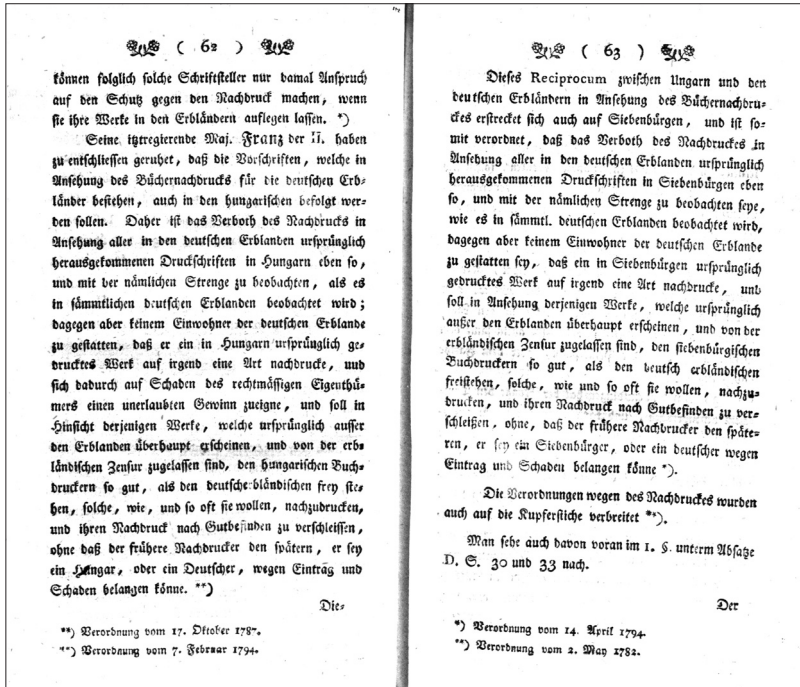 ( 62 )
können folglich solche Schriftsteller nur damal Anspruch
auf den Schutz gegen den Nachdruck machen, wenn
sie ihre Werke in den Erbländern auflegen lassen. *)
Seine itztregierende Maj. Franz der II. haben
zu entschliessen geruhet, daß die Vorschriften, welche in
Ansehung des Büchernachdrucks für die deutschen Erb-
länder bestehen, auch in den hungarischen befolgt wer-
den sollen. Daher ist das Verboth des Nachdrucks in
Ansehung aller in den deutschen Erblanden ursprünglich
herausgekommenen Druckschriften in Hungarn eben so,
und mit der nämlichen Strenge zu beobachten, als es
in sämmtlichen deutschen Erblanden beobachtet wird;
dagegen aber keinem Einwohner der deutschen Erblande
zu gestatten, daß er ein in Hungarn ursprünglich ge-
drucktes Werk auf irgend eine Art nachdrucke, und
sich dadurch auf Schaden des rechtmässigen Eigenthü-
mers einen unerlaubten Gewinn zueigne, und soll in
Hinsicht derjenigen Werke, welche ursprünglich ausser
den Erblanden überhaupt erscheinen, und von der erb-
ländischen Zensur zugelassen sind, den hungarischen Buch-
druckern so gut, als den deutscherbländischen frey ste-
hen, solche, wie, und so oft sie wollen, nachzudrucken,
und ihren Nachdruck nach Gutbefinden zu verschleissen,
ohne daß der frühere Nachdrucker den spätern, er sey
ein Hungar, oder ein Deutscher, wegen Eintrag und
Schaden belangen könne. **)
Die-
**) Verordnung vom 17. Oktober 1787.
**) Verordnung vom 7. Februar 1794.
( 63 )
Dieses Reciprocum zwischen Ungarn und den
deutschen Erbländern in Ansehung des Büchernachdru-
ckes erstrecket sich auch auf Siebenbürgen, und ist so-
mit verordnet, daß das Verboth des Nachdruckes in
Ansehung aller in den deutschen Erblanden ursprünglich
herausgekommenen Druckschriften in Siebenbürgen eben
so, und mit der nämlichen Strenge zu beobachten seye,
wie es in sämmtl. deutschen Erblanden beobachtet wird,
dagegen aber keinem Einwohner der deutschen Erblande
zu gestatten sey, daß ein in Siebenbürgen ursprünglich
gedrucktes Werk auf irgend eine Art nachdrucke, und
soll in Ansehung derjenigen Werke, welche ursprünglich
außer den Erblanden überhaupt erscheinen, und von der
erbländischen Zensur zugelassen sind, den siebenbürgischen
Buchdruckern so gut, als den deutsch erbländischen
freistehen, solche, wie und so oft sie wollen, nachzu-
drucken, und ihren Nachdruck nach Gutbefinden zu ver-
schleißen, ohne, daß der frühere Nachdrucker den späte-
ren, er sey ein Siebenbürger, oder ein deutscher wegen
Eintrag und Schaden belangen könne *).
Die Verordnungen wegen des Nachdruckes wurden
auch auf die Kupferstiche verbreitet **).
Man sehe auch davon voran im 1. §. unterm Absatze
D. S. 30 und 33 nach.
Der
*) Verordnung vom 14. April 1794.
**) Verordnung vom 2. May 1782.